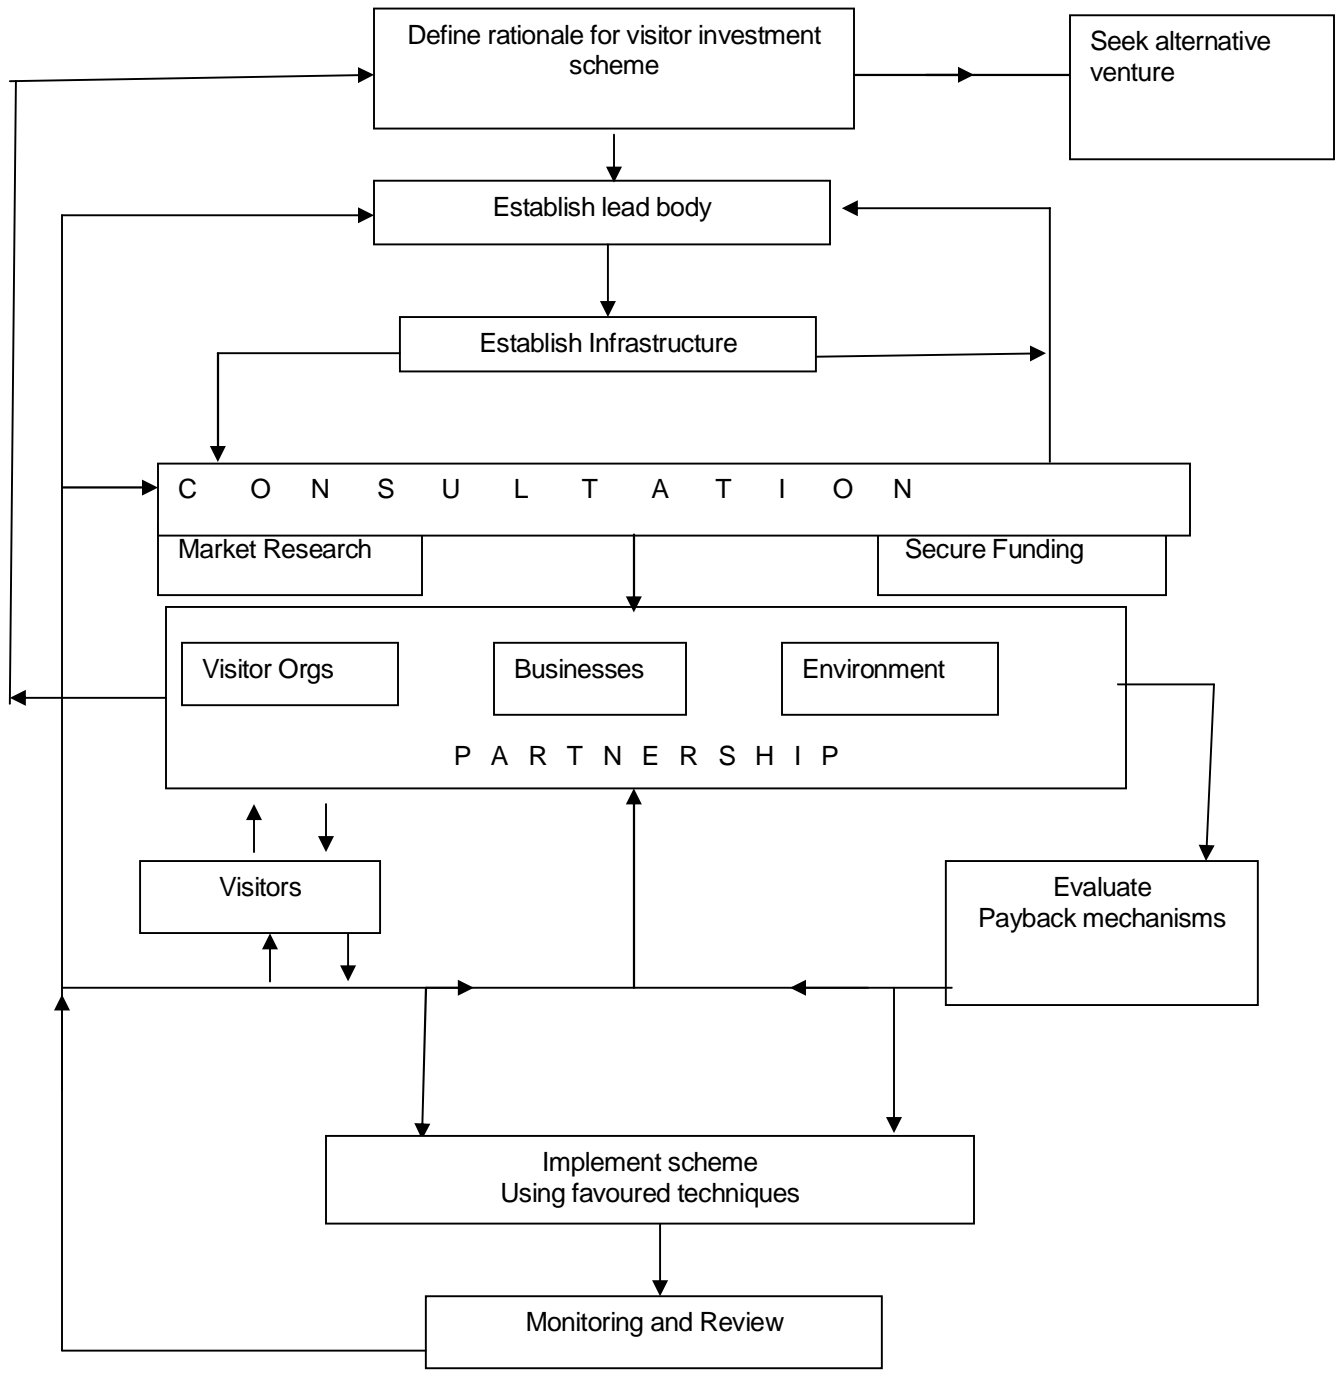 Define rationale for visitor investment
scheme
Seek alternative
venture
Establish lead body
Establish Infrastructure
C O N S U L T A T I O N
Market Research
Secure Funding
Visitor Orgs
Businesses
Environment
P A R T N E R S H I P
Visitors
Evaluate
Payback mechanisms
Implement scheme
Using favoured techniques
Monitoring and Review